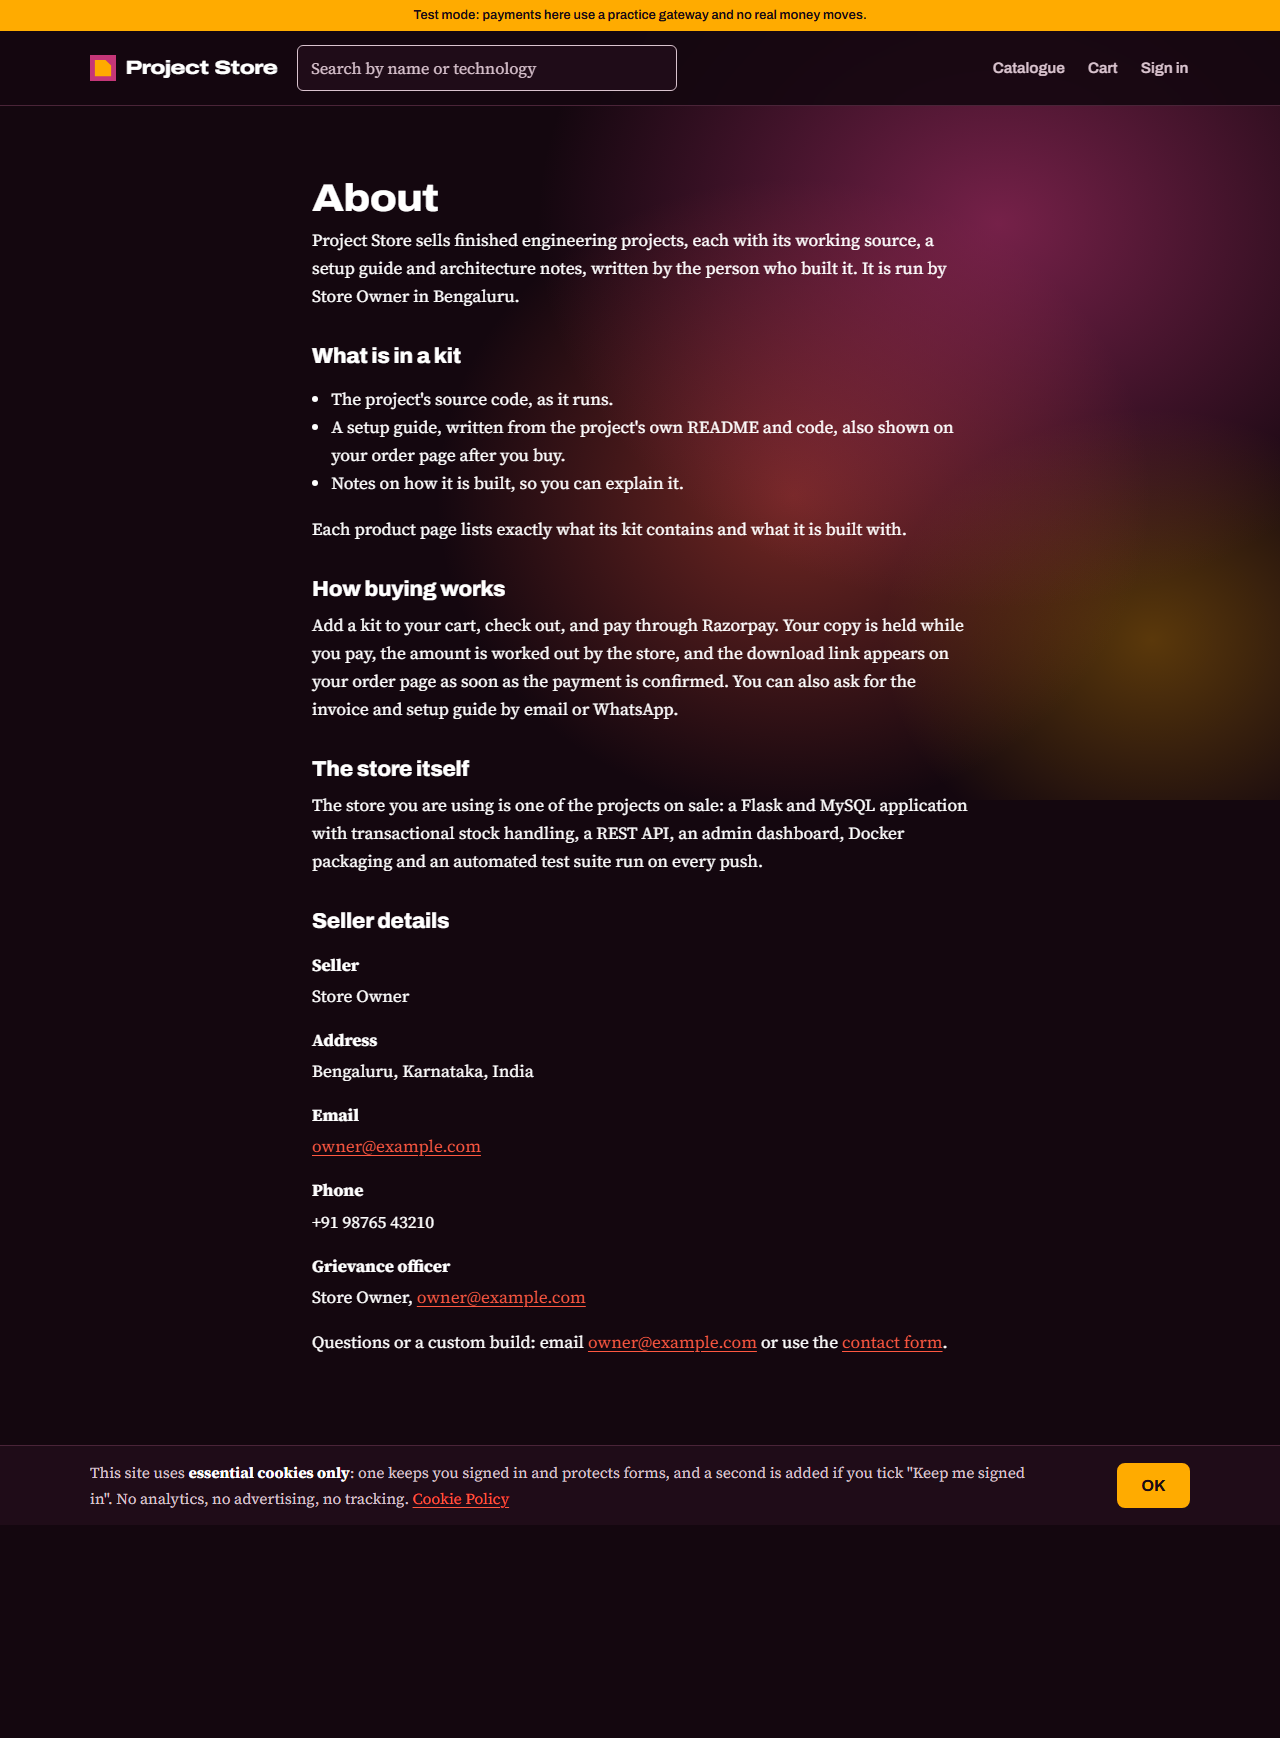 Test mode: payments here use a practice gateway and no real money moves.
Project Store
Search by name or technology
Catalogue
Cart
Sign in
About
Project Store sells finished engineering projects, each with its working source, a
setup guide and architecture notes, written by the person who built it. It is run by
Store Owner in Bengaluru.
What is in a kit
• The project's source code, as it runs.
• A setup guide, written from the project's own README and code, also shown on
your order page after you buy.
• Notes on how it is built, so you can explain it.
Each product page lists exactly what its kit contains and what it is built with.
How buying works
Add a kit to your cart, check out, and pay through Razorpay. Your copy is held while
you pay, the amount is worked out by the store, and the download link appears on
your order page as soon as the payment is confirmed. You can also ask for the
invoice and setup guide by email or WhatsApp.
The store itself
The store you are using is one of the projects on sale: a Flask and MySQL application
with transactional stock handling, a REST API, an admin dashboard, Docker
packaging and an automated test suite run on every push.
Seller details
Seller
Store Owner
Address
Bengaluru, Karnataka, India
Email
owner@example.com
Phone
+91 98765 43210
Grievance officer
Store Owner, owner@example.com
Questions or a custom build: email owner@example.com or use the contact form.
This site uses essential cookies only: one keeps you signed in and protects forms, and a second is added if you tick "Keep me signed
in". No analytics, no advertising, no tracking. Cookie Policy
OK